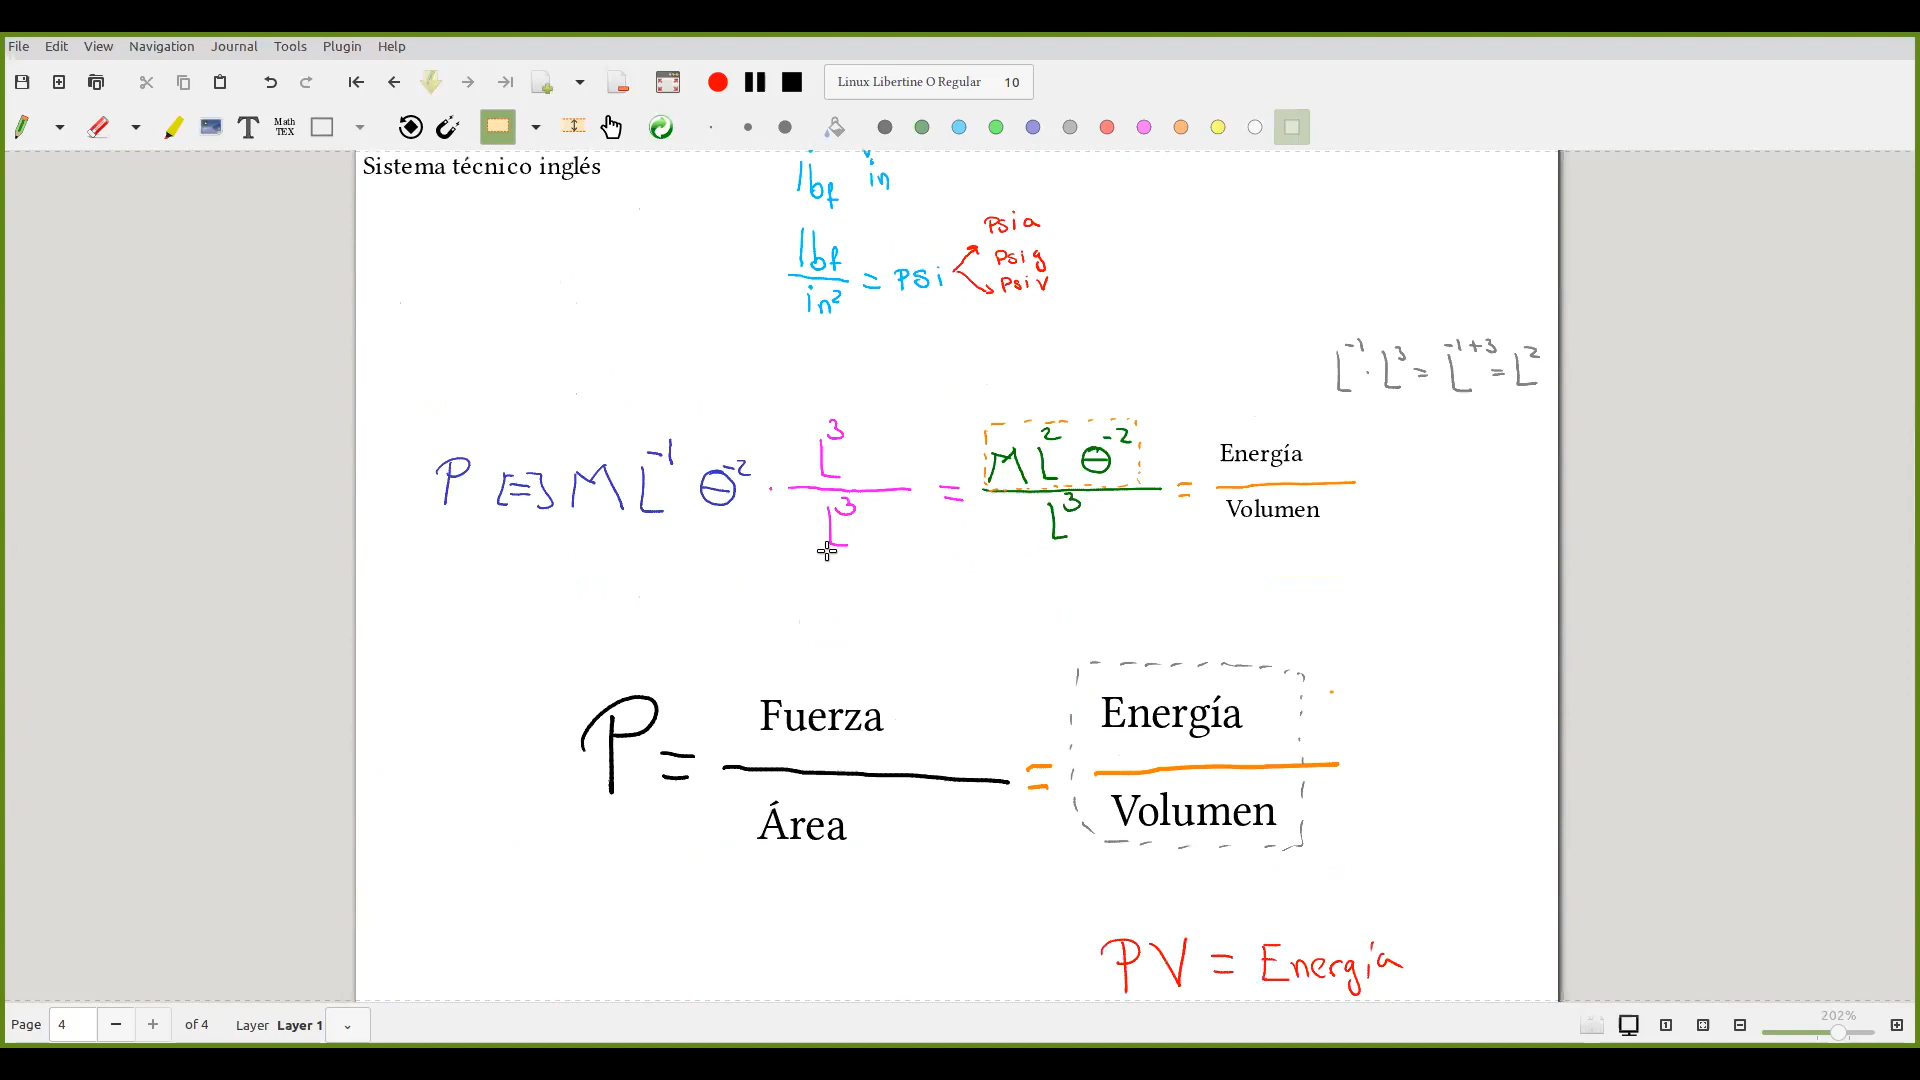 File Edit View Navigation Journal Tools Plugin Help
Linux Libertine O Regular 10
T Math TEX
Sistema técnico inglés
lbf in
lbf/in² = psi
psia
psig
psiv
L⁻¹ · L³ = L⁻¹⁺³ = L²
P [=] M L⁻¹ Θ⁻² · L³/L³ = M L² Θ⁻²/L³ = Energía/Volumen
P = Fuerza/Área = Energía/Volumen
PV = Energía
Page 4 of 4 Layer Layer 1 202%